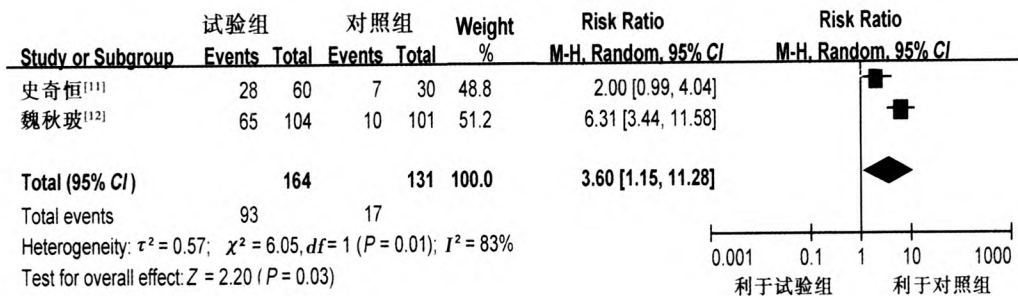 试验组 对照组 Weight Risk Ratio Risk Ratio
Study or Subgroup Events Total Events Total % M-H, Random, 95% CI M-H, Random, 95% CI
史奇恒[11] 28 60 7 30 48.8 2.00 [0.99, 4.04]
魏秋玻[12] 65 104 10 101 51.2 6.31 [3.44, 11.58]
Total (95% CI) 164 131 100.0 3.60 [1.15, 11.28]
Total events 93 17
Heterogeneity: τ² = 0.57; χ² = 6.05, df = 1 (P = 0.01); I² = 83%
Test for overall effect: Z = 2.20 (P = 0.03)
0.001 0.1 1 10 1000
利于试验组 利于对照组